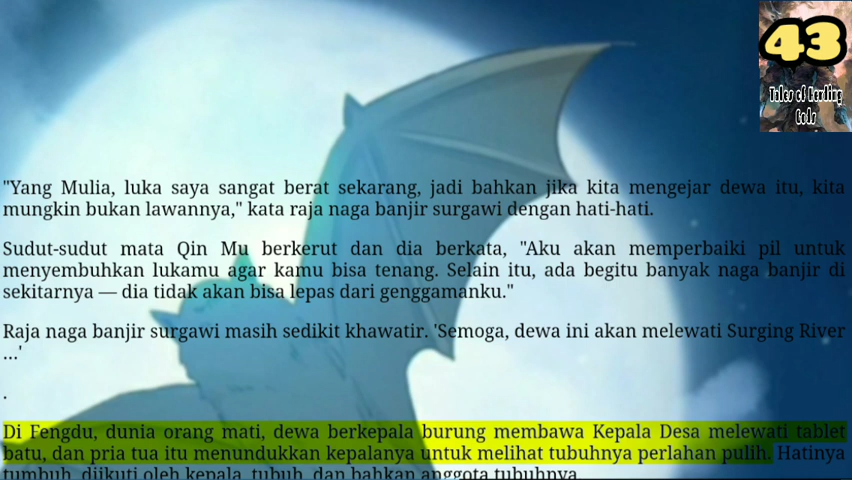 43
Tales of Herding
Gods
"Yang Mulia, luka saya sangat berat sekarang, jadi bahkan jika kita mengejar dewa itu, kita
mungkin bukan lawannya," kata raja naga banjir surgawi dengan hati-hati.
Sudut-sudut mata Qin Mu berkerut dan dia berkata, "Aku akan memperbaiki pil untuk
menyembuhkan lukamu agar kamu bisa tenang. Selain itu, ada begitu banyak naga banjir di
sekitarnya — dia tidak akan bisa lepas dari genggamanku."
Raja naga banjir surgawi masih sedikit khawatir. 'Semoga, dewa ini akan melewati Surging River
...'
.
Di Fengdu, dunia orang mati, dewa berkepala burung membawa Kepala Desa melewati tablet
batu, dan pria tua itu menundukkan kepalanya untuk melihat tubuhnya perlahan pulih. Hatinya
tumbuh, diikuti oleh kepala, tubuh, dan bahkan anggota tubuhnya.